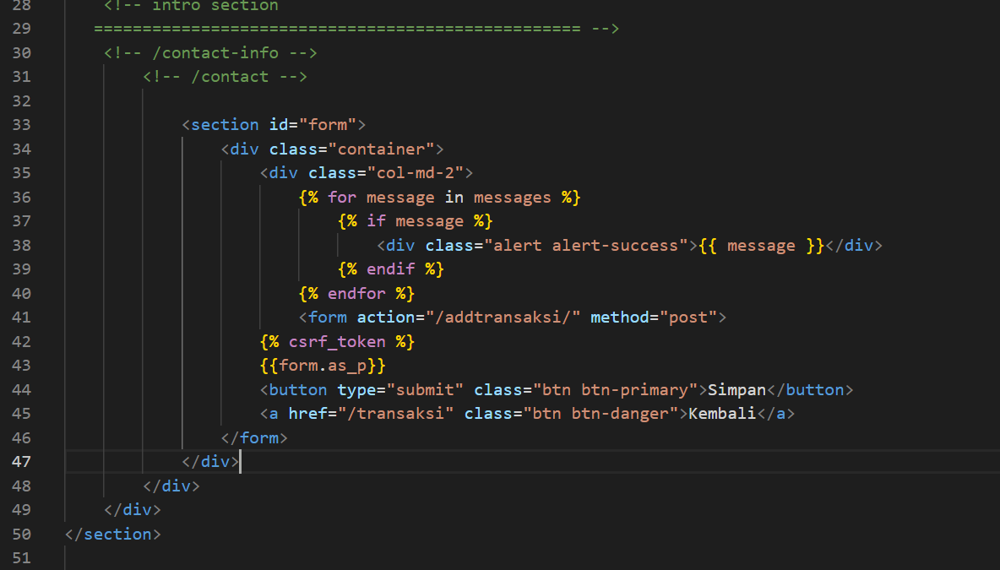 28 <!-- intro section
29 ================================================== -->
30 <!-- /contact-info -->
31 <!-- /contact -->
32
33 <section id="form">
34 <div class="container">
35 <div class="col-md-2">
36 {% for message in messages %}
37 {% if message %}
38 <div class="alert alert-success">{{ message }}</div>
39 {% endif %}
40 {% endfor %}
41 <form action="/addtransaksi/" method="post">
42 {% csrf_token %}
43 {{form.as_p}}
44 <button type="submit" class="btn btn-primary">Simpan</button>
45 <a href="/transaksi" class="btn btn-danger">Kembali</a>
46 </form>
47 </div>
48 </div>
49 </div>
50 </section>
51